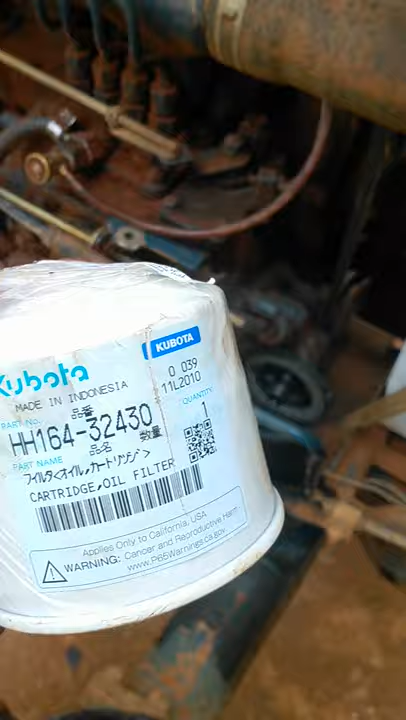 Kubota
KUBOTA
MADE IN INDONESIA
0 039
11L2010
PART NO.
品番
HH164-32430
QUANTITY
数量
1
PART NAME
品名
フィルタ<オイル,カートリッジ>
CARTRIDGE,OIL FILTER
Applies Only to California, USA
WARNING: Cancer and Reproductive Harm
www.P65Warnings.ca.gov